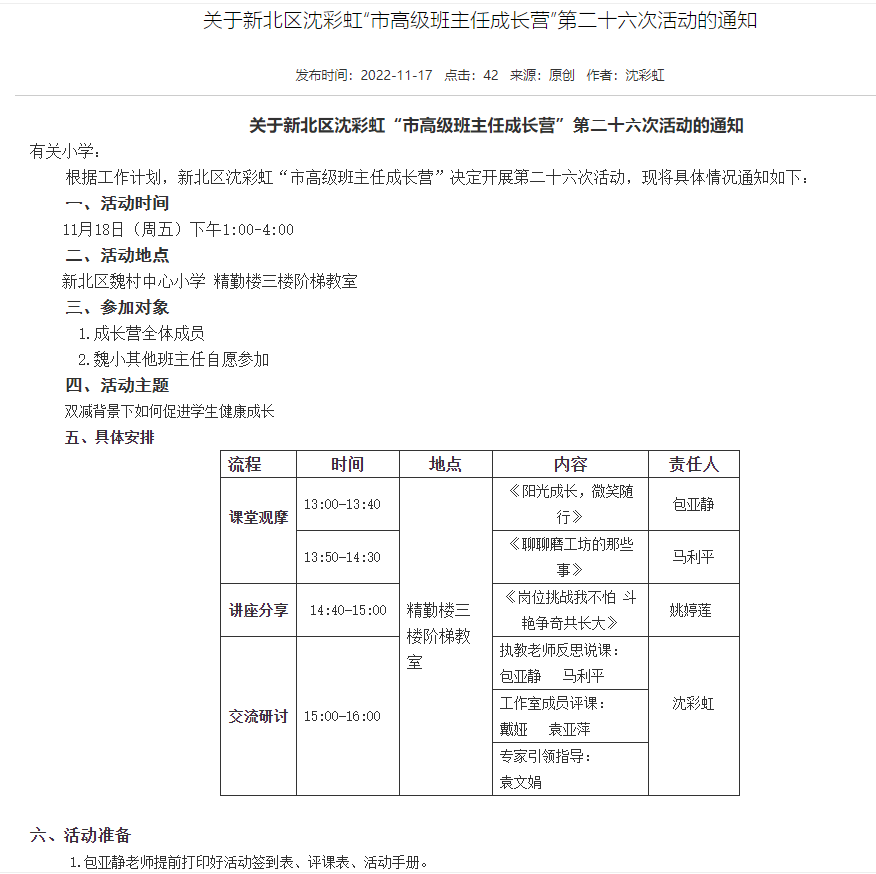 关于新北区沈彩虹“市高级班主任成长营”第二十六次活动的通知
发布时间：2022-11-17 点击：42 来源：原创 作者：沈彩虹
关于新北区沈彩虹“市高级班主任成长营”第二十六次活动的通知
有关小学：
根据工作计划，新北区沈彩虹“市高级班主任成长营”决定开展第二十六次活动，现将具体情况通知如下：
一、活动时间
11月18日（周五）下午1:00-4:00
二、活动地点
新北区魏村中心小学 精勤楼三楼阶梯教室
三、参加对象
1.成长营全体成员
2.魏小其他班主任自愿参加
四、活动主题
双减背景下如何促进学生健康成长
五、具体安排
流程 时间 地点 内容 责任人
课堂观摩
13:00-13:40
《阳光成长，微笑随
行》
包亚静
13:50-14:30
《聊聊磨工坊的那些
事》
马利平
讲座分享
14:40-15:00
精勤楼三
楼阶梯教
室
《岗位挑战我不怕 斗
艳争奇共长大》
姚婷莲
交流研讨
15:00-16:00
执教老师反思说课：
包亚静 马利平
工作室成员评课：
戴娅 袁亚萍
专家引领指导：
袁文娟
沈彩虹
六、活动准备
1.包亚静老师提前打印好活动签到表、评课表、活动手册。